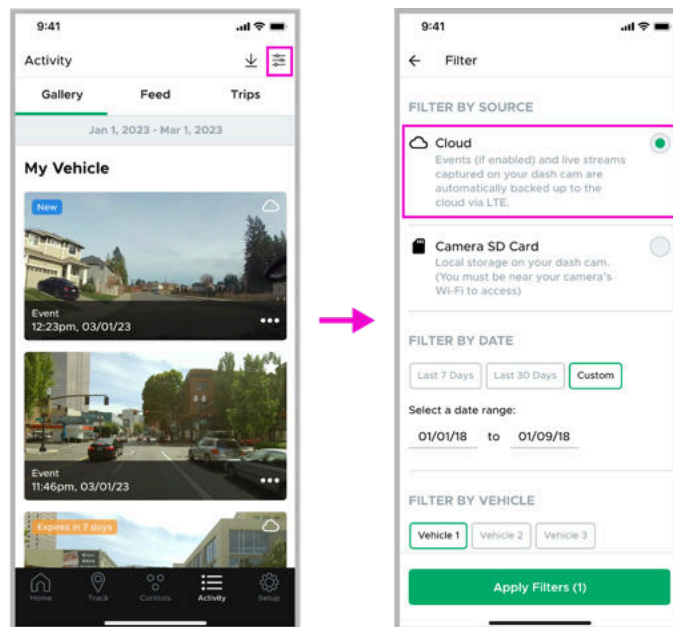 9:41
Activity
Gallery Feed Trips
Jan 1, 2023 - Mar 1, 2023
My Vehicle
New
Event
12:23pm, 03/01/23
Event
11:46pm, 03/01/23
Expires in 7 days
Home Track Controls Activity Setup
9:41
Filter
FILTER BY SOURCE
Cloud
Events (if enabled) and live streams
captured on your dash cam are
automatically backed up to the
cloud via LTE.
Camera SD Card
Local storage on your dash cam.
(You must be near your camera's
Wi-Fi to access)
FILTER BY DATE
Last 7 Days Last 30 Days Custom
Select a date range:
01/01/18 to 01/09/18
FILTER BY VEHICLE
Vehicle 1 Vehicle 2 Vehicle 3
Apply Filters (1)